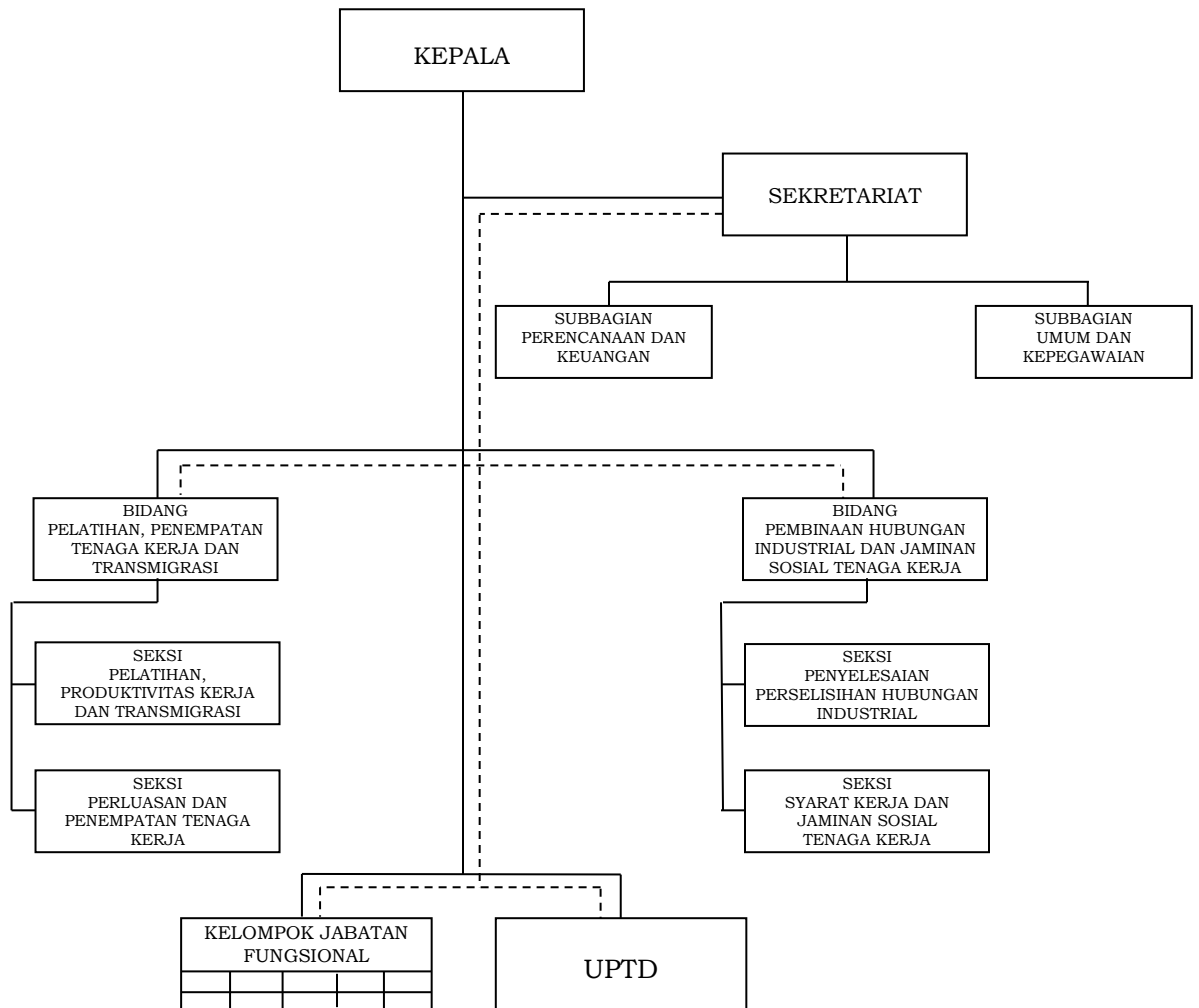 KEPALA
SEKRETARIAT
SUBBAGIAN
PERENCANAAN DAN
KEUANGAN
SUBBAGIAN
UMUM DAN
KEPEGAWAIAN
BIDANG
PELATIHAN, PENEMPATAN
TENAGA KERJA DAN
TRANSMIGRASI
BIDANG
PEMBINAAN HUBUNGAN
INDUSTRIAL DAN JAMINAN
SOSIAL TENAGA KERJA
SEKSI
PELATIHAN,
PRODUKTIVITAS KERJA
DAN TRANSMIGRASI
SEKSI
PENYELESAIAN
PERSELISIHAN HUBUNGAN
INDUSTRIAL
SEKSI
PERLUASAN DAN
PENEMPATAN TENAGA
KERJA
SEKSI
SYARAT KERJA DAN
JAMINAN SOSIAL
TENAGA KERJA
KELOMPOK JABATAN
FUNGSIONAL
UPTD